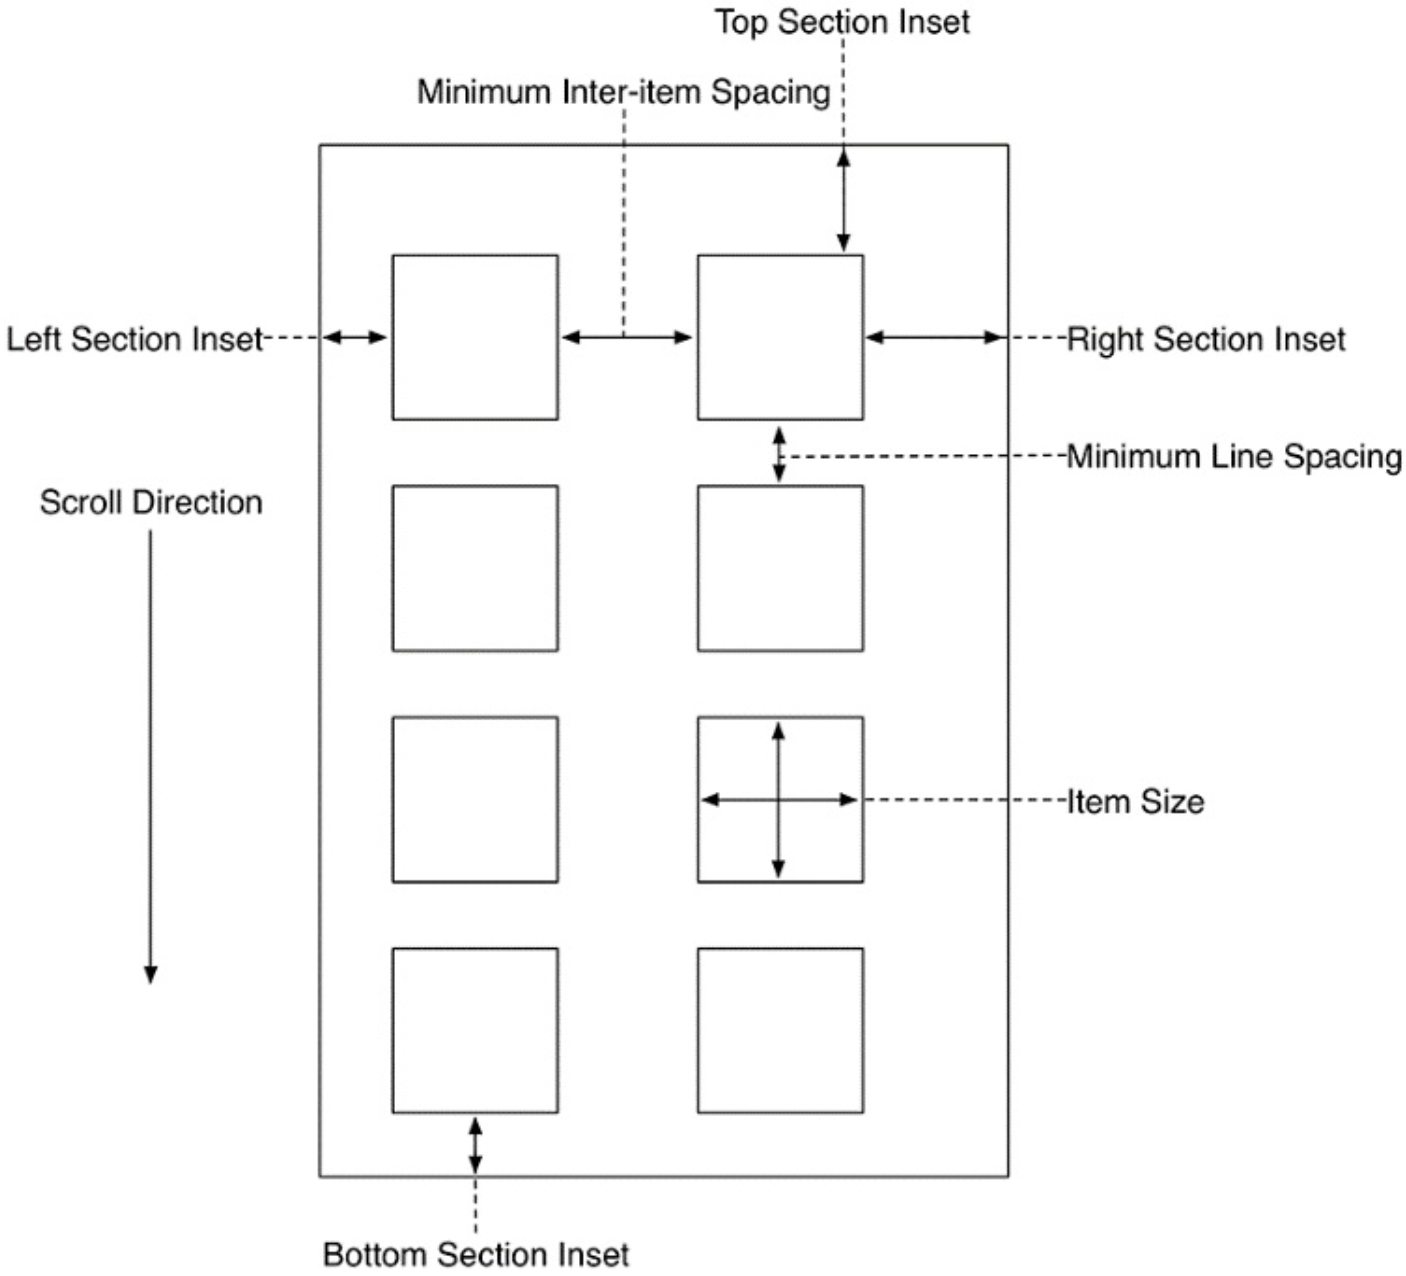 Top Section Inset
Minimum Inter-item Spacing
Left Section Inset
Right Section Inset
Minimum Line Spacing
Scroll Direction
Item Size
Bottom Section Inset